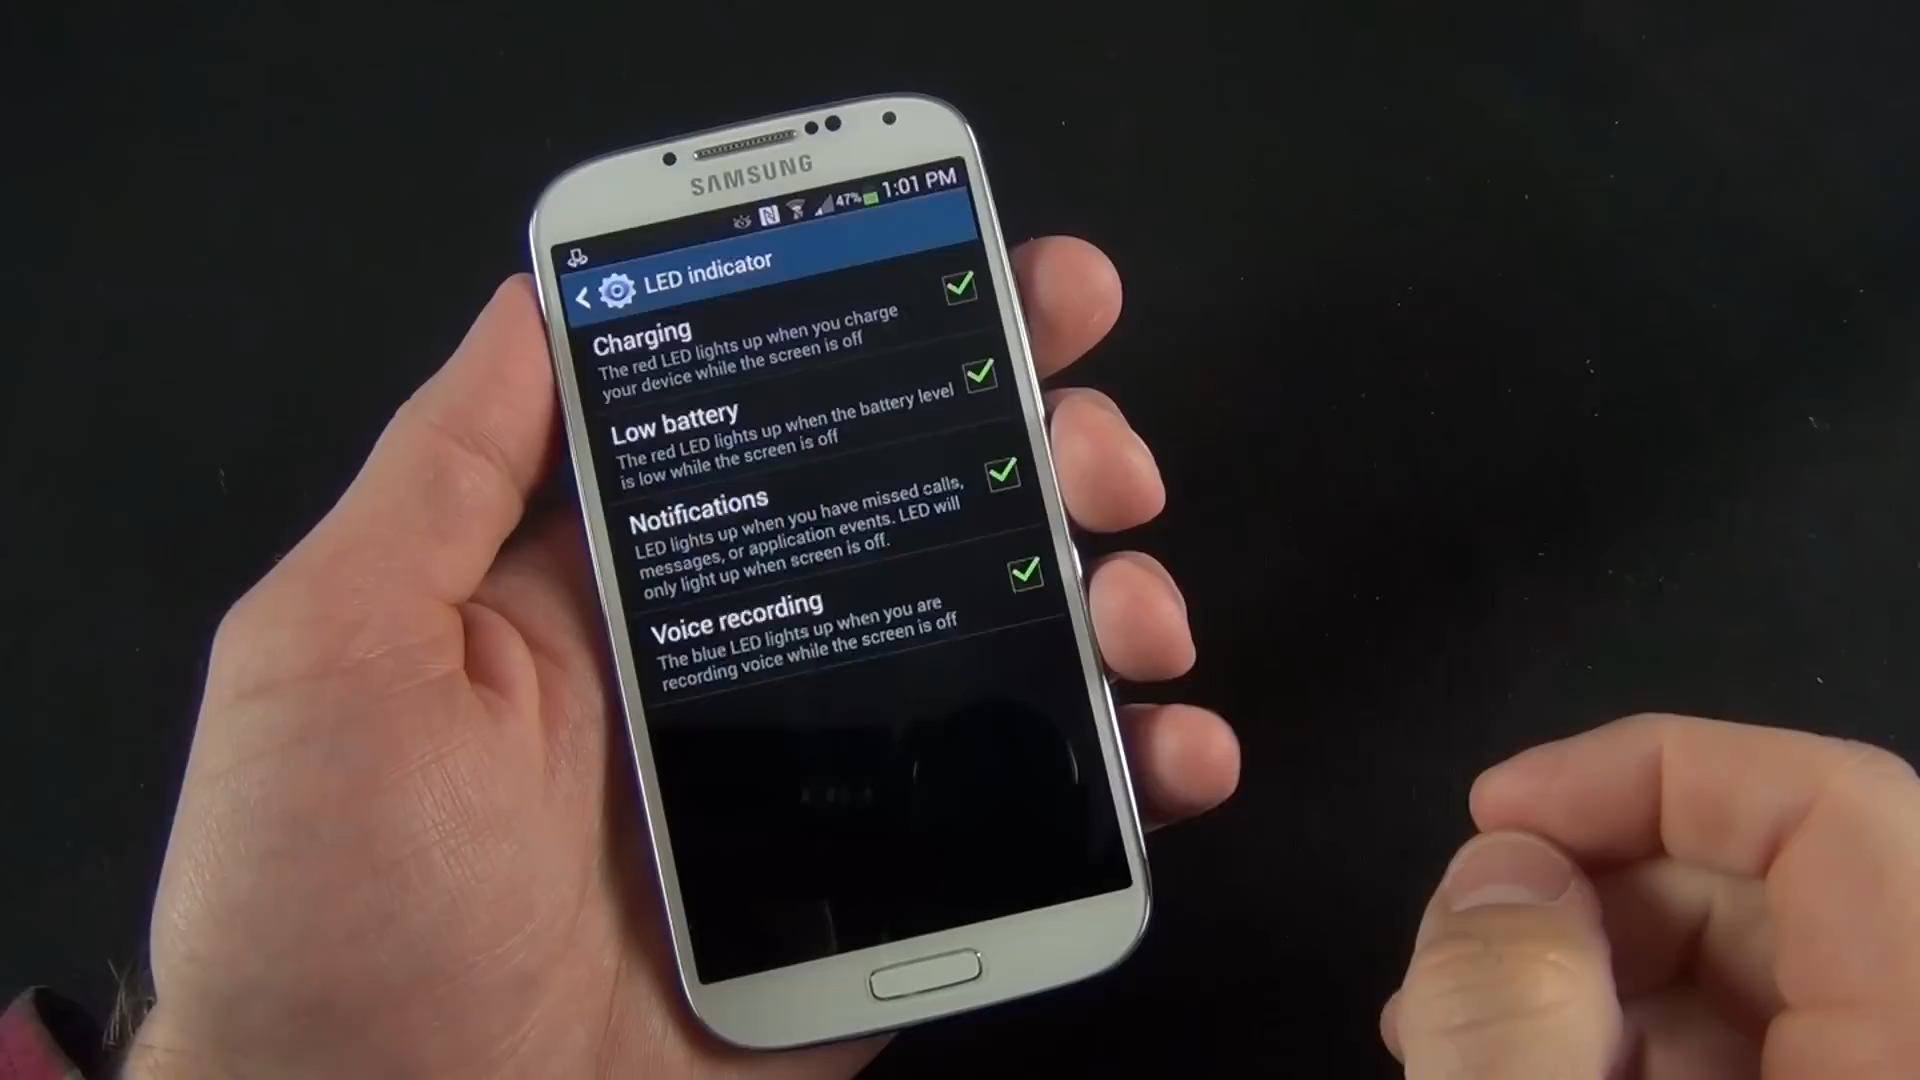 SAMSUNG
47% 1:01 PM
LED indicator
Charging
The red LED lights up when you charge
your device while the screen is off
Low battery
The red LED lights up when the battery level
is low while the screen is off
Notifications
LED lights up when you have missed calls,
messages, or application events. LED will
only light up when screen is off.
Voice recording
The blue LED lights up when you are
recording voice while the screen is off